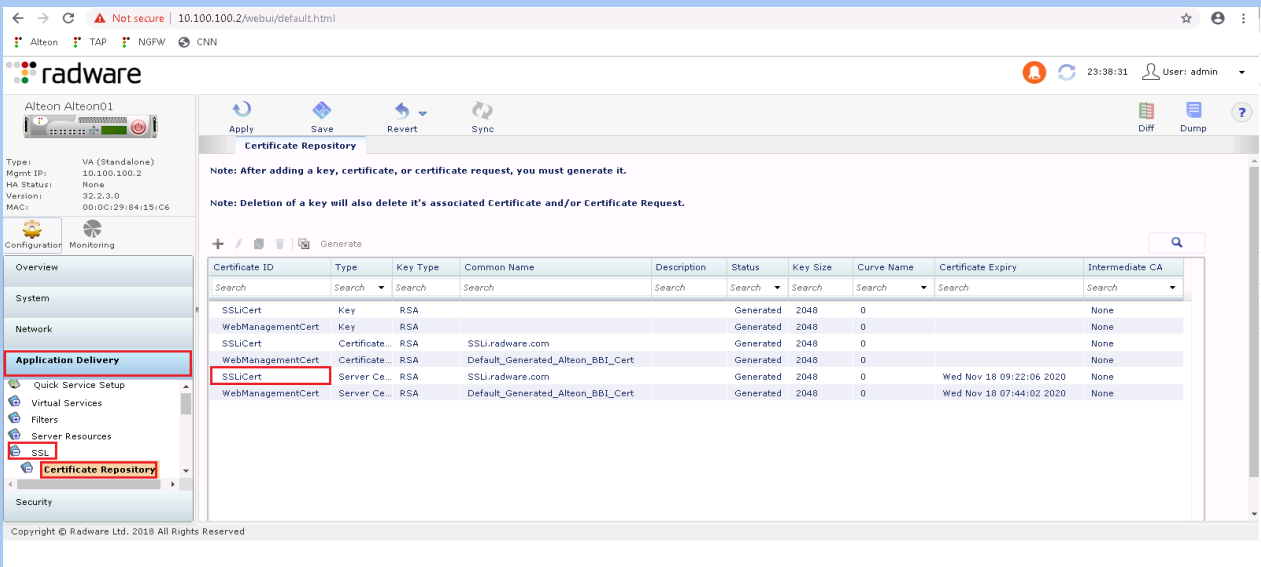 Not secure | 10.100.100.2/webui/default.html
Alteon TAP NGFW CNN
radware 23:38:31 User: admin
Alteon Alteon01
Type: VA (Standalone)
Mgmt IP: 10.100.100.2
HA Status: None
Version: 32.2.3.0
MAC: 00:0C:29:84:15:C6
Configuration Monitoring
Overview
System
Network
Application Delivery
Quick Service Setup
Virtual Services
Filters
Server Resources
SSL
Certificate Repository
Security
Apply Save Revert Sync Diff Dump ?
Certificate Repository
Note: After adding a key, certificate, or certificate request, you must generate it.
Note: Deletion of a key will also delete it's associated Certificate and/or Certificate Request.
Generate
Certificate ID Type Key Type Common Name Description Status Key Size Curve Name Certificate Expiry Intermediate CA
Search Search Search Search Search Search Search Search Search Search
SSLiCert Key RSA Generated 2048 0 None
WebManagementCert Key RSA Generated 2048 0 None
SSLiCert Certificate... RSA SSLi.radware.com Generated 2048 0 None
WebManagementCert Certificate... RSA Default_Generated_Alteon_BBI_Cert Generated 2048 0 None
SSLiCert Server Ce... RSA SSLi.radware.com Generated 2048 0 Wed Nov 18 09:22:06 2020 None
WebManagementCert Server Ce... RSA Default_Generated_Alteon_BBI_Cert Generated 2048 0 Wed Nov 18 07:44:02 2020 None
Copyright © Radware Ltd. 2018 All Rights Reserved